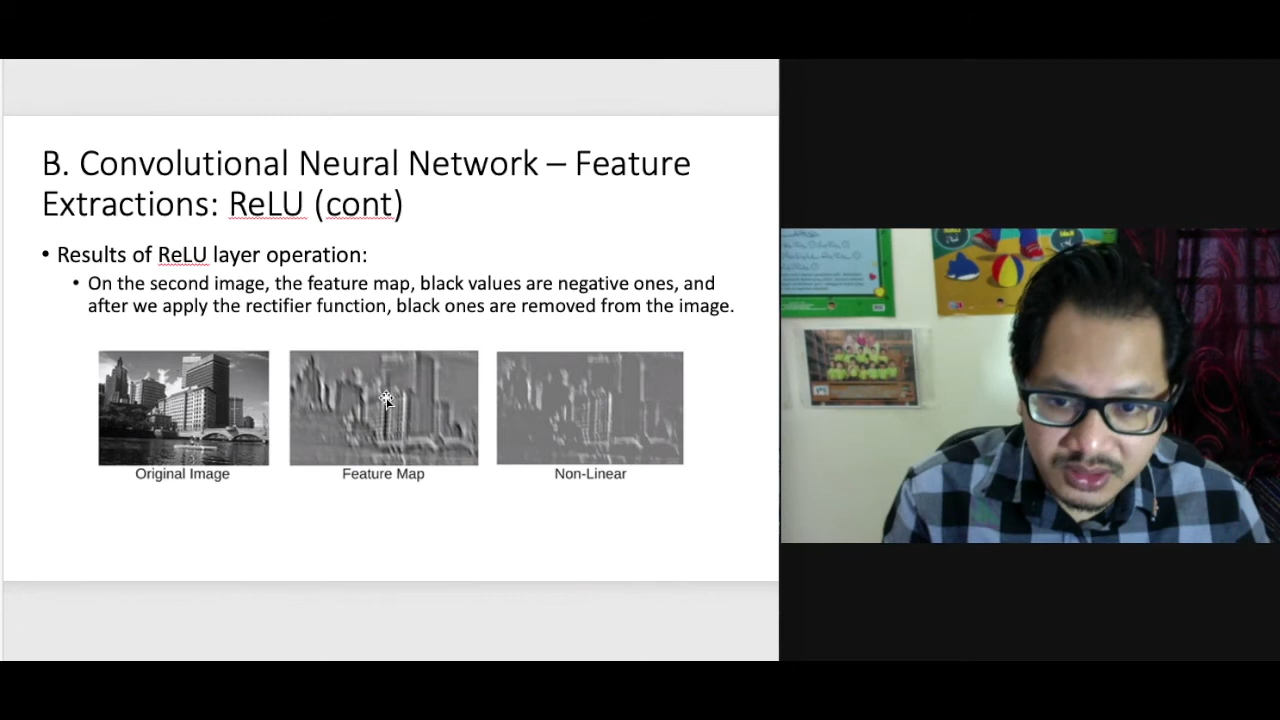 B. Convolutional Neural Network – Feature
Extractions: ReLU (cont)
• Results of ReLU layer operation:
• On the second image, the feature map, black values are negative ones, and
after we apply the rectifier function, black ones are removed from the image.
Original Image
Feature Map
Non-Linear